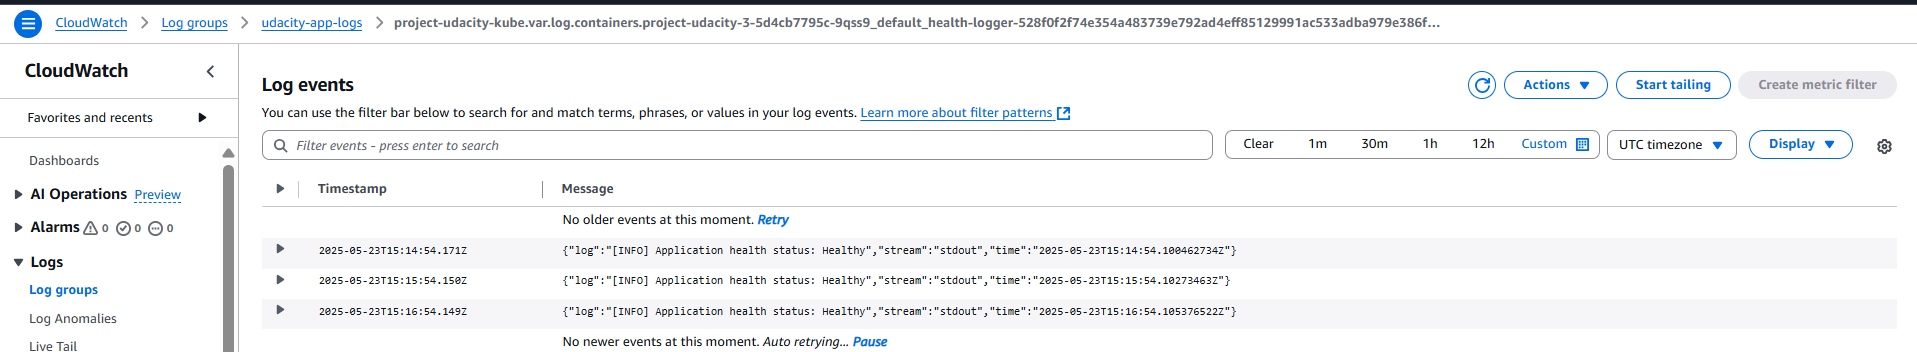 CloudWatch > Log groups > udacity-app-logs > project-udacity-kube.var.log.containers.project-udacity-3-5d4cb7795c-9qss9_default_health-logger-528f0f2f74e354a483739e792ad4eff85129991ac533adba979e386f...
CloudWatch
Favorites and recents
Dashboards
AI Operations Preview
Alarms 0 0 0
Logs
Log groups
Log Anomalies
Live Tail
Log events
Actions Start tailing Create metric filter
You can use the filter bar below to search for and match terms, phrases, or values in your log events. Learn more about filter patterns
Filter events - press enter to search
Clear 1m 30m 1h 12h Custom UTC timezone Display
Timestamp Message
No older events at this moment. Retry
2025-05-23T15:14:54.171Z {"log":"[INFO] Application health status: Healthy","stream":"stdout","time":"2025-05-23T15:14:54.100462734Z"}
2025-05-23T15:15:54.150Z {"log":"[INFO] Application health status: Healthy","stream":"stdout","time":"2025-05-23T15:15:54.10273463Z"}
2025-05-23T15:16:54.149Z {"log":"[INFO] Application health status: Healthy","stream":"stdout","time":"2025-05-23T15:16:54.105376522Z"}
No newer events at this moment. Auto retrying... Pause